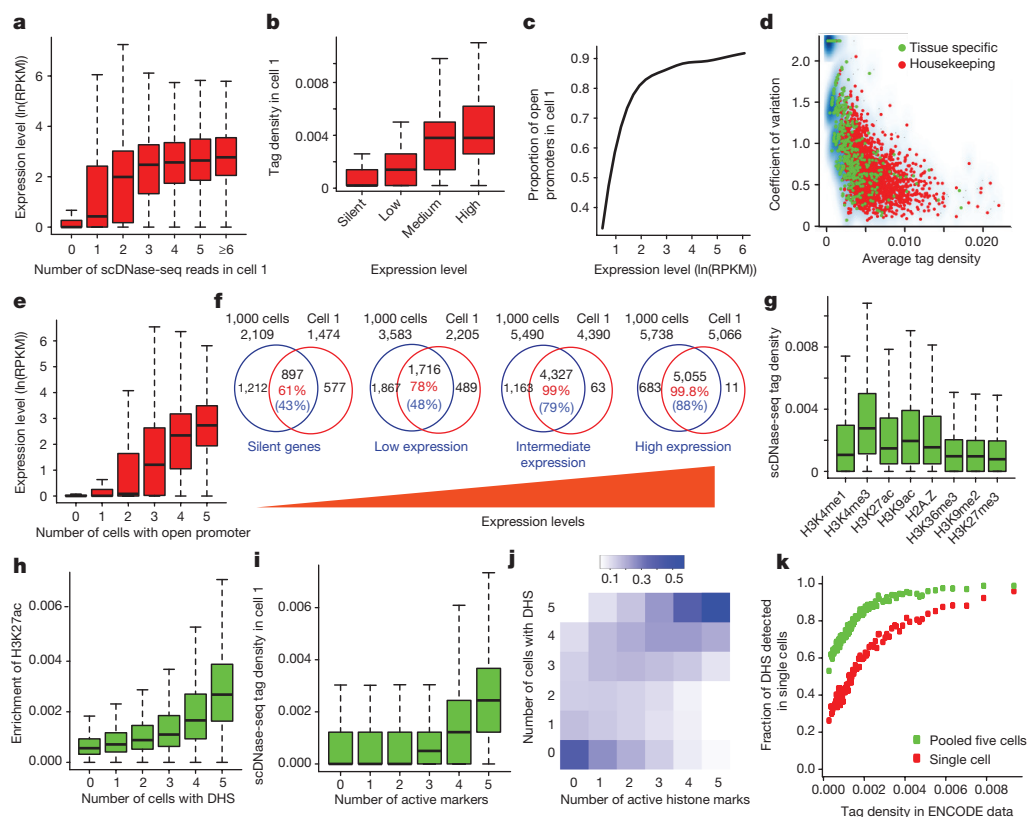 a
Expression level (ln(RPKM))
6
4
2
0
0 1 2 3 4 5 ≥6
Number of scDNase-seq reads in cell 1
b
Tag density in cell 1
0.008
0.004
0
Silent
Low
Medium
High
Expression level
c
Proportion of open
promoters in cell 1
0.9
0.8
0.7
0.6
0.5
0.4
1 2 3 4 5 6
Expression level (ln(RPKM))
d
Tissue specific
Housekeeping
Coefficient of variation
2.0
1.5
1.0
0.5
0
0 0.010 0.020
Average tag density
e
Expression level (ln(RPKM))
6
5
4
3
2
1
0
0 1 2 3 4 5
Number of cells with open promoter
f
1,000 cells Cell 1
2,109 1,474
1,212 897 577
61%
(43%)
Silent genes
1,000 cells Cell 1
3,583 2,205
1,867 1,716 489
78%
(48%)
Low expression
1,000 cells Cell 1
5,490 4,390
1,163 4,327 63
99%
(79%)
Intermediate
expression
1,000 cells Cell 1
5,738 5,066
683 5,055 11
99.8%
(88%)
High expression
Expression levels
g
scDNase-seq tag density
0.008
0.004
0
H3K4me1
H3K4me3
H3K27ac
H3K9ac
H2A.Z
H3K36me3
H3K9me2
H3K27me3
h
Enrichment of H3K27ac
0.006
0.004
0.002
0.000
0 1 2 3 4 5
Number of cells with DHS
i
scDNase-seq tag density in cell 1
0.006
0.004
0.002
0.000
0 1 2 3 4 5
Number of active markers
j
0.1 0.3 0.5
Number of cells with DHS
5
4
3
2
1
0
0 1 2 3 4 5
Number of active histone marks
k
Fraction of DHS detected
in single cells
1.0
0.8
0.6
0.4
0.2
0.0
Pooled five cells
Single cell
0.000 0.002 0.004 0.006 0.008
Tag density in ENCODE data